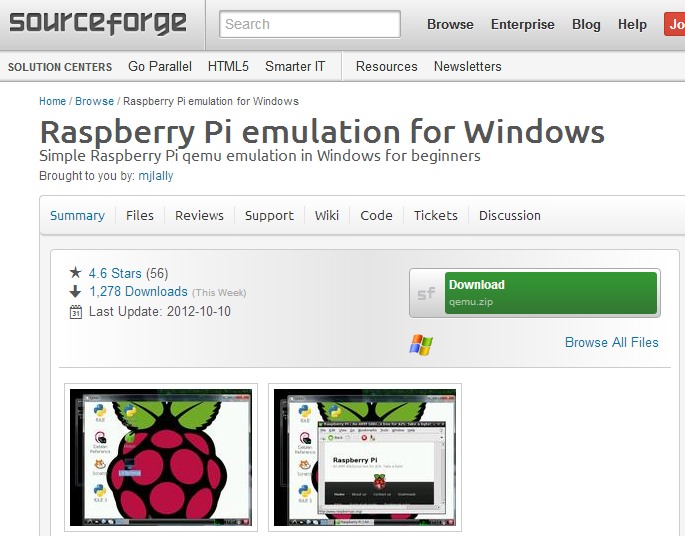 sourceforge
Search
Browse Enterprise Blog Help Jo
SOLUTION CENTERS Go Parallel HTML5 Smarter IT Resources Newsletters
Home / Browse / Raspberry Pi emulation for Windows
Raspberry Pi emulation for Windows
Simple Raspberry Pi qemu emulation in Windows for beginners
Brought to you by: mjlally
Summary Files Reviews Support Wiki Code Tickets Discussion
4.6 Stars (56)
1,278 Downloads (This Week)
31 Last Update: 2012-10-10
sf Download
qemu.zip
Browse All Files
Raspberry Pi